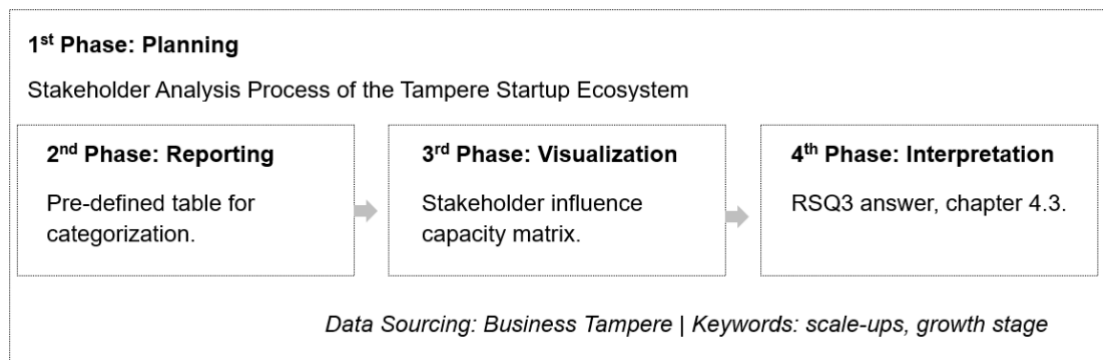 1st Phase: Planning
Stakeholder Analysis Process of the Tampere Startup Ecosystem
2nd Phase: Reporting
Pre-defined table for
categorization.
3rd Phase: Visualization
Stakeholder influence
capacity matrix.
4th Phase: Interpretation
RSQ3 answer, chapter 4.3.
Data Sourcing: Business Tampere | Keywords: scale-ups, growth stage